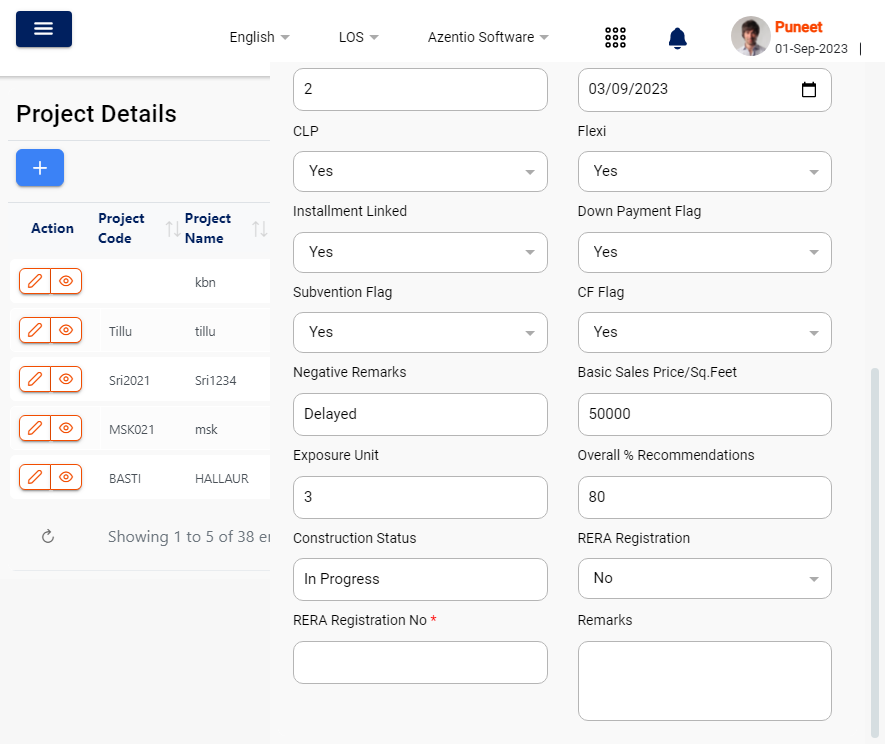 English
LOS
Azentio Software
Puneet
01-Sep-2023
Project Details
+
Action
Project Code
Project Name
kbn
Tillu
tillu
Sri2021
Sri1234
MSK021
msk
BASTI
HALLAUR
Showing 1 to 5 of 38
2
03/09/2023
CLP
Flexi
Yes
Yes
Installment Linked
Down Payment Flag
Yes
Yes
Subvention Flag
CF Flag
Yes
Yes
Negative Remarks
Basic Sales Price/Sq.Feet
Delayed
50000
Exposure Unit
Overall % Recommendations
3
80
Construction Status
RERA Registration
In Progress
No
RERA Registration No *
Remarks